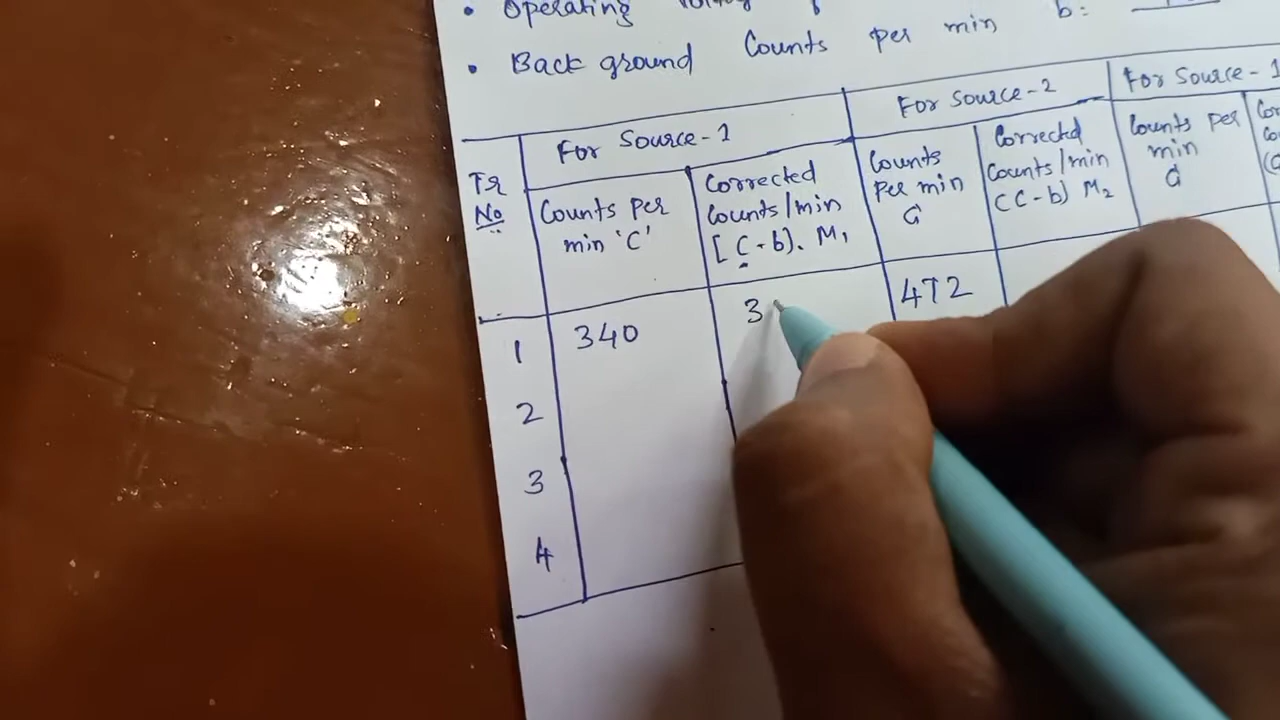 • Operating
• Back ground Counts per min b:
For Source-1
For Source-2
For Source-1
Tr
No
Counts Per
min 'C'
Corrected
Counts/min
[C-b). M₁
Counts
Per min
G
Corrected
Counts/min
(C-b) M₂
Counts per
min
G
1 340 3 472
2
3
4